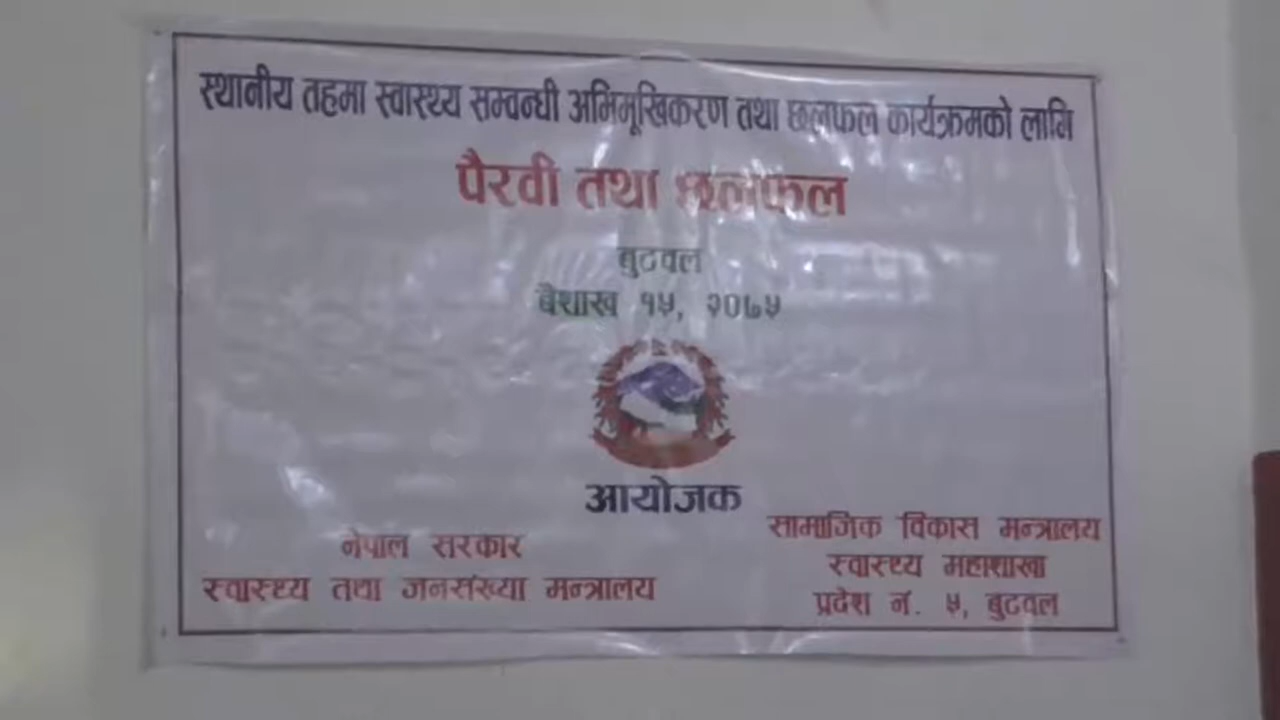 स्थानीय तहमा स्वास्थ्य सम्वन्धी अभिमूखिकरण तथा छलफल कार्यक्रमको लागि
पैरवी तथा छलफल
बुटवल
बैशाख १५, २०७५
आयोजक
नेपाल सरकार
स्वास्थ्य तथा जनसंख्या मन्त्रालय
सामाजिक विकास मन्त्रालय
स्वास्थ्य महाशाखा
प्रदेश नं. ५, बुटवल